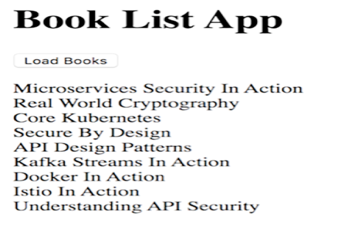 Book List App
Load Books
Microservices Security In Action
Real World Cryptography
Core Kubernetes
Secure By Design
API Design Patterns
Kafka Streams In Action
Docker In Action
Istio In Action
Understanding API Security